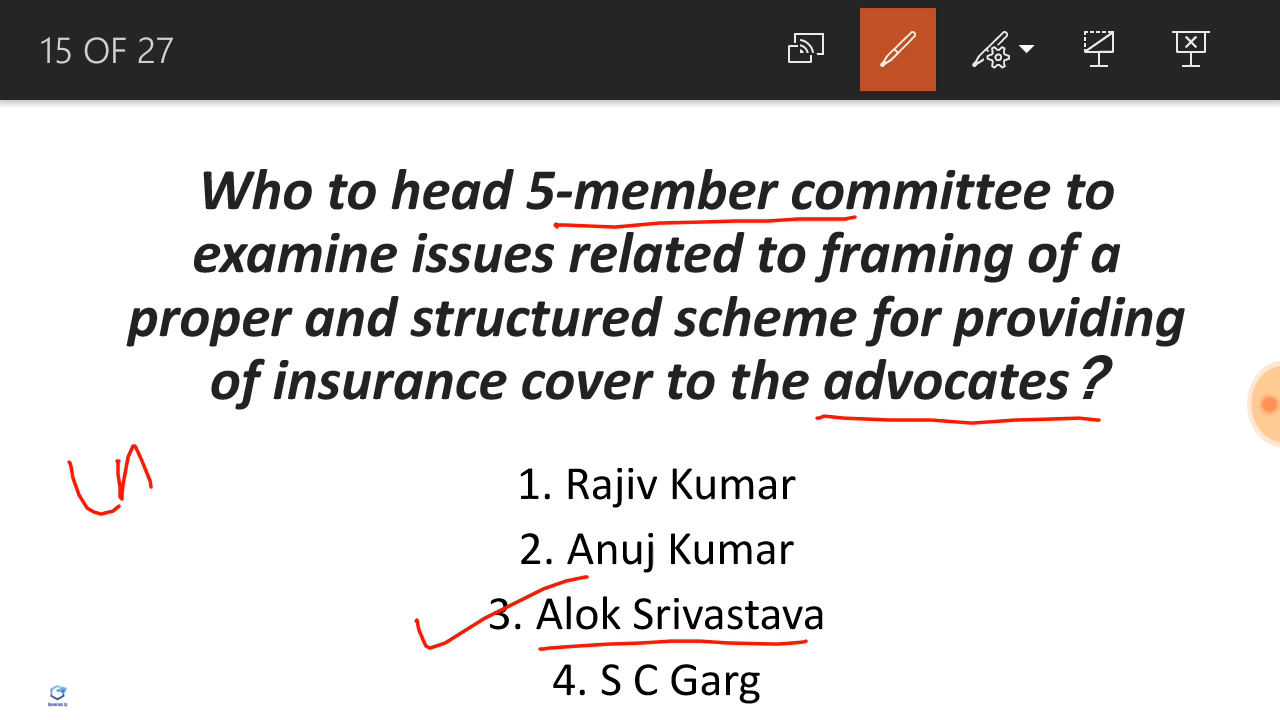 15 OF 27
Who to head 5-member committee to
examine issues related to framing of a
proper and structured scheme for providing
of insurance cover to the advocates?
1. Rajiv Kumar
2. Anuj Kumar
3. Alok Srivastava
4. S C Garg